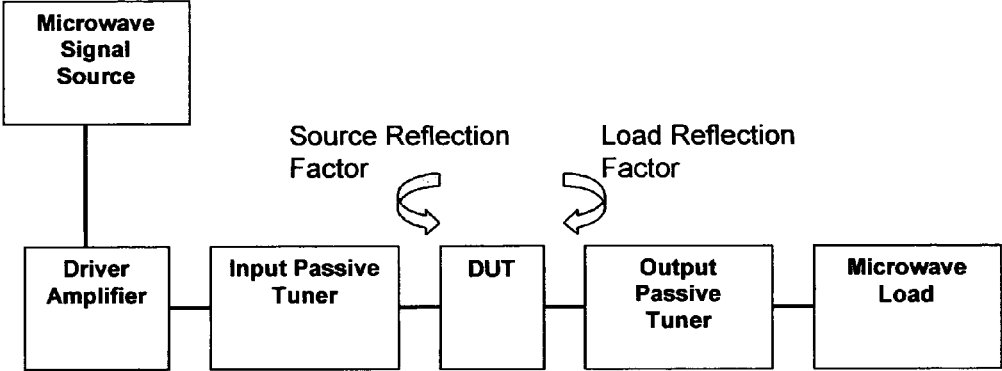 Microwave
Signal
Source
Source Reflection
Factor
Load Reflection
Factor
Driver
Amplifier
Input Passive
Tuner
DUT
Output
Passive
Tuner
Microwave
Load